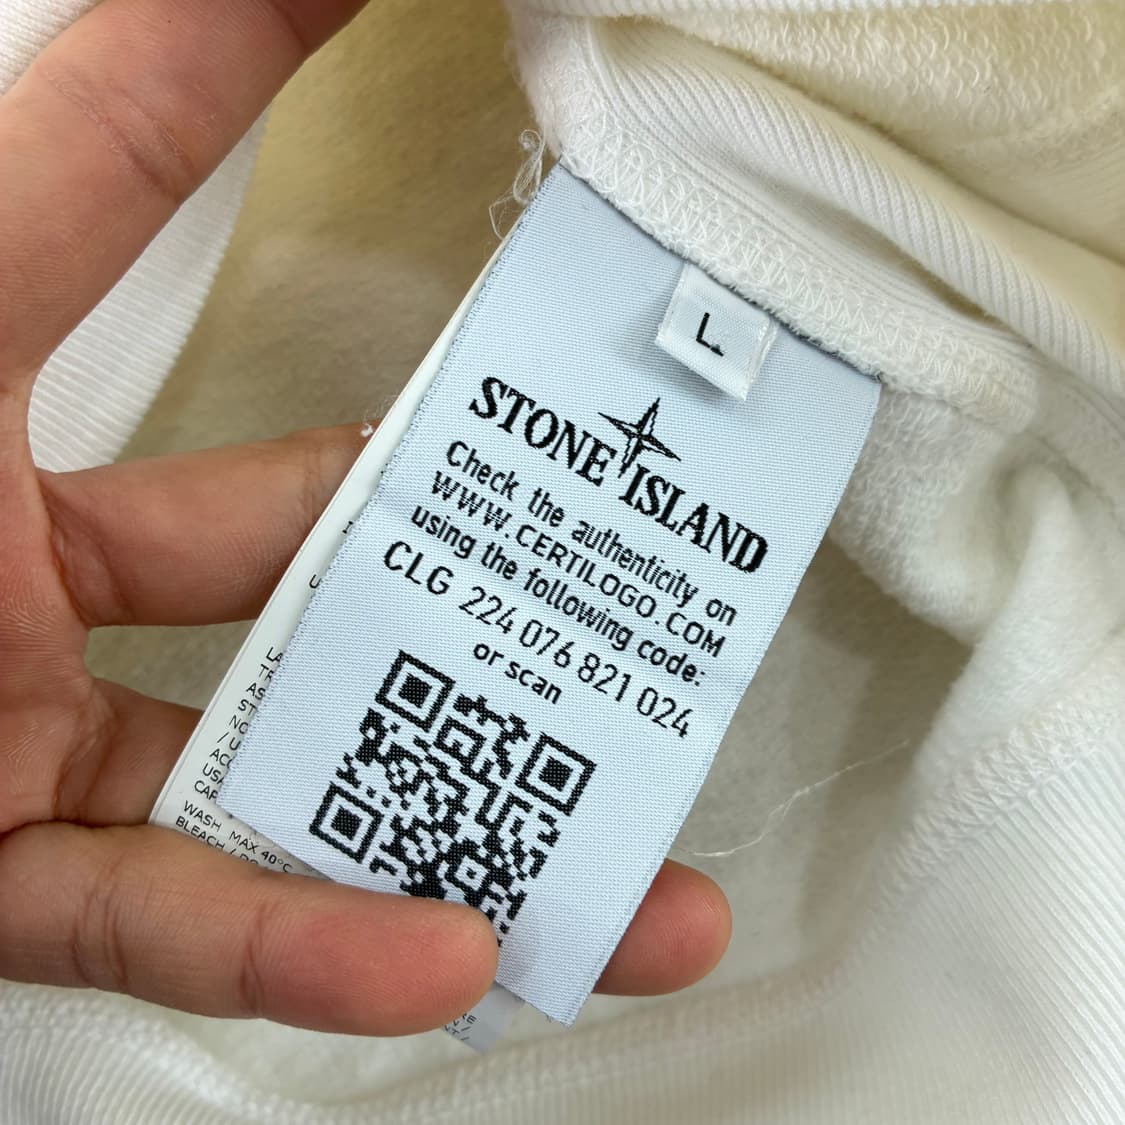 L
STONE ISLAND
Check the authenticity on
WWW.CERTILOGO.COM
using the following code:
CLG 224 076 821 024
or scan
WASH MAX 40°C
BLEACH /